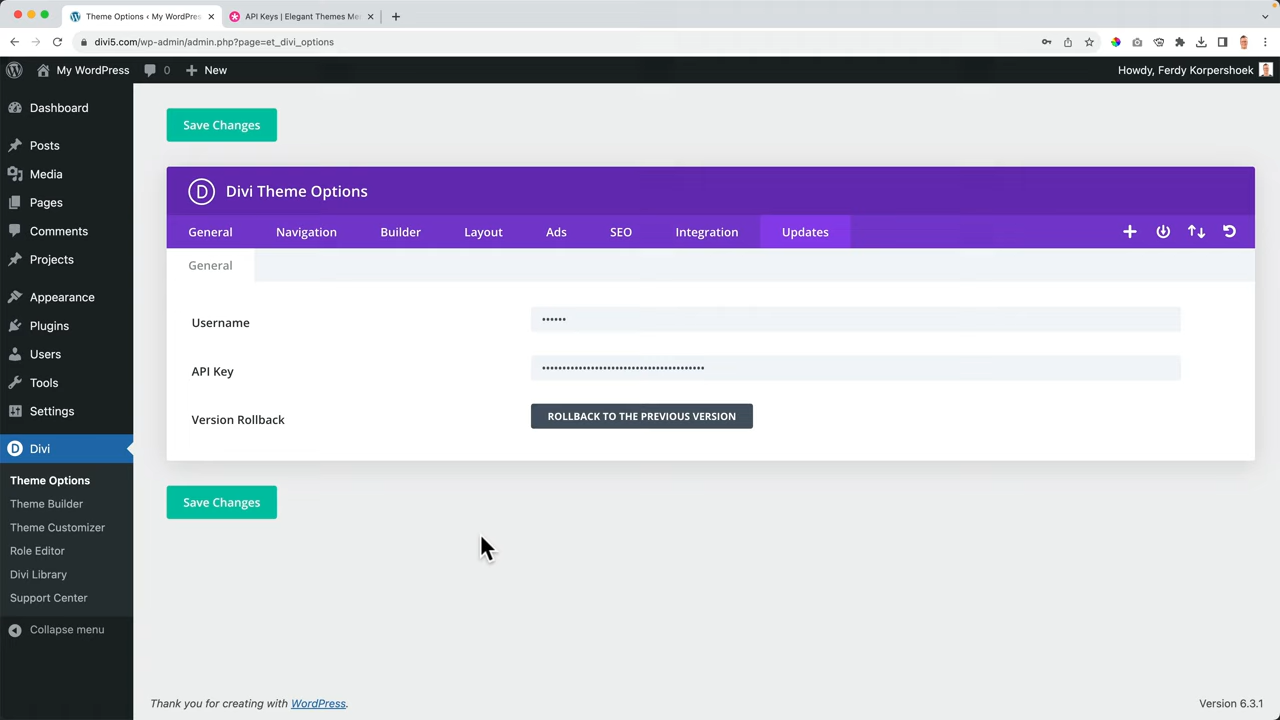 Theme Options ‹ My WordPres
API Keys | Elegant Themes Me
divi5.com/wp-admin/admin.php?page=et_divi_options
My WordPress
0
New
Howdy, Ferdy Korpershoek
Dashboard
Posts
Media
Pages
Comments
Projects
Appearance
Plugins
Users
Tools
Settings
D Divi
Theme Options
Theme Builder
Theme Customizer
Role Editor
Divi Library
Support Center
Collapse menu
Save Changes
D Divi Theme Options
General Navigation Builder Layout Ads SEO Integration Updates
General
Username
API Key
Version Rollback
ROLLBACK TO THE PREVIOUS VERSION
Save Changes
Thank you for creating with WordPress.
Version 6.3.1